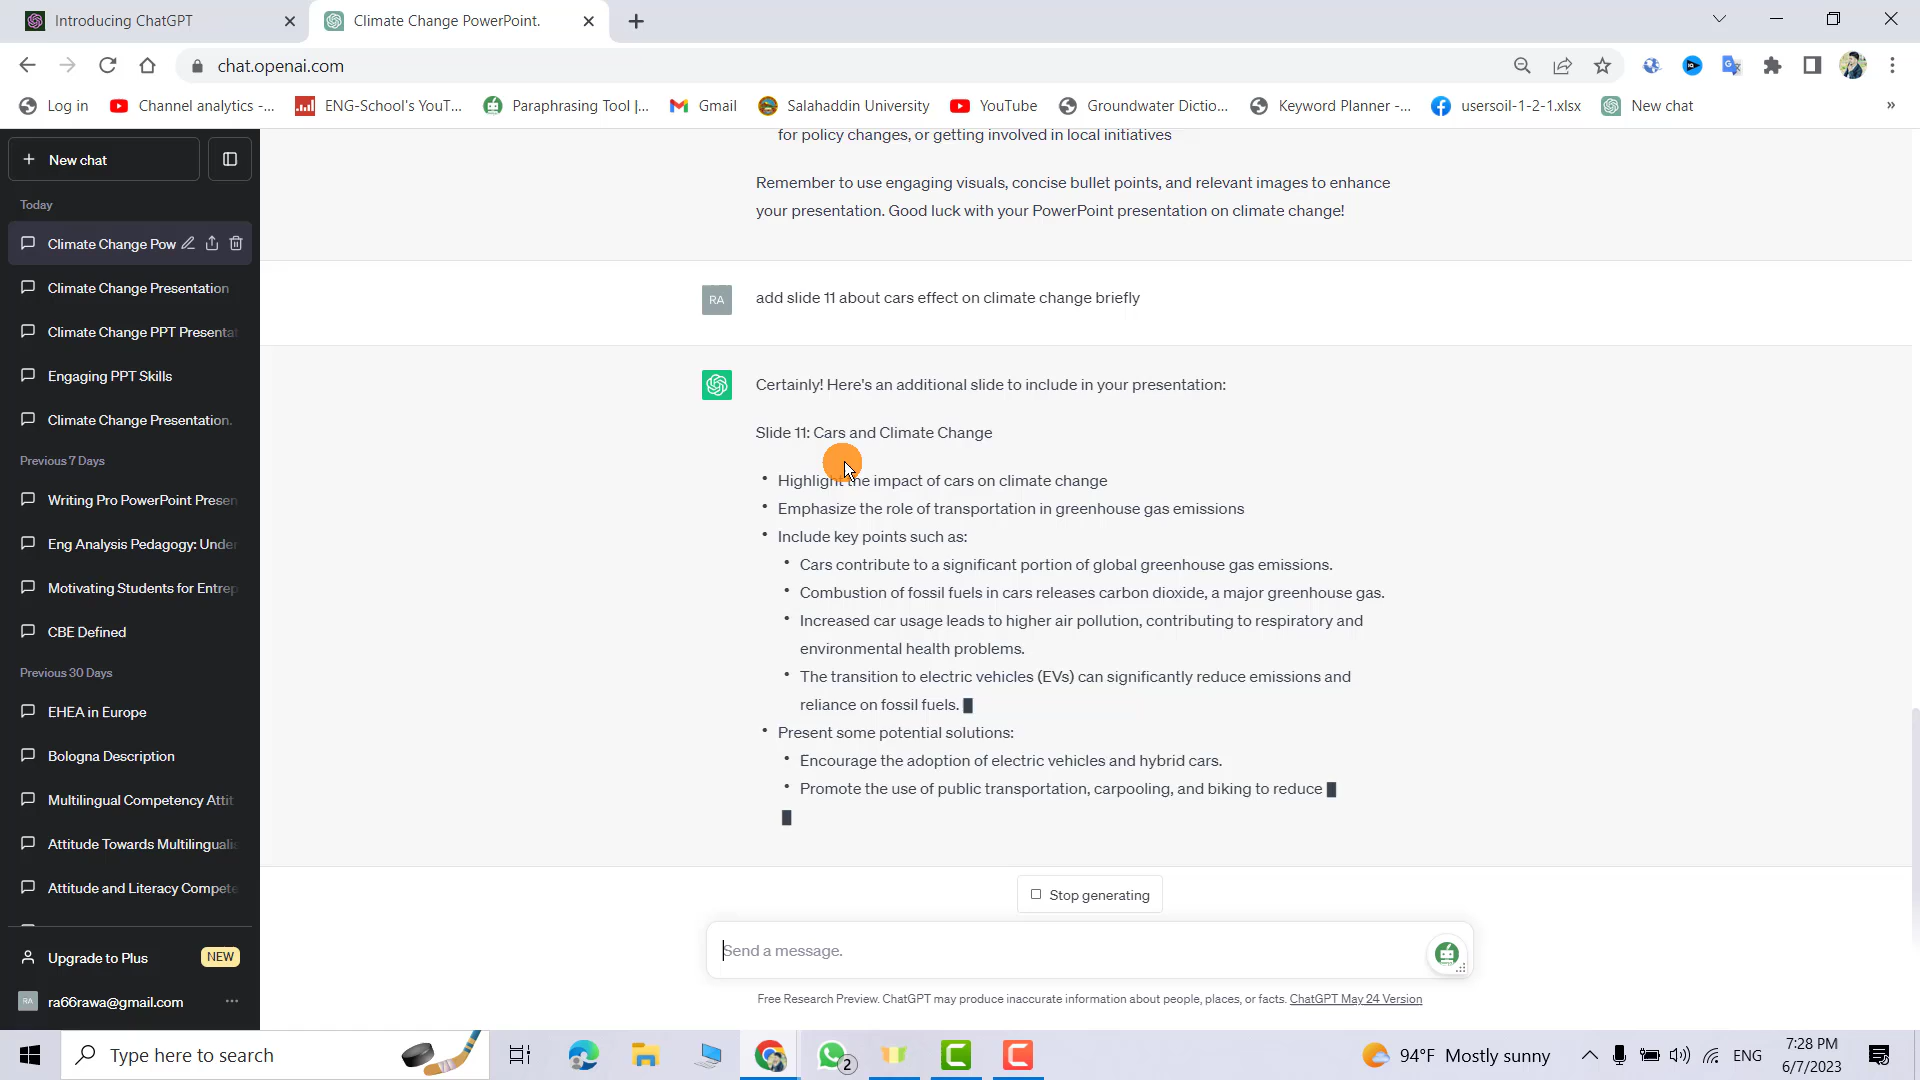 Introducing ChatGPT
Climate Change PowerPoint.
chat.openai.com
Log in
Channel analytics -...
ENG-School's YouT...
Paraphrasing Tool |...
Gmail
Salahaddin University
YouTube
Groundwater Dictio...
Keyword Planner -...
usersoil-1-2-1.xlsx
New chat
»
New chat
Today
Climate Change Pow
Climate Change Presentation
Climate Change PPT Presentat
Engaging PPT Skills
Climate Change Presentation.
Previous 7 Days
Writing Pro PowerPoint Presen
Eng Analysis Pedagogy: Under
Motivating Students for Entrep
CBE Defined
Previous 30 Days
EHEA in Europe
Bologna Description
Multilingual Competency Attit
Attitude Towards Multilingualis
Attitude and Literacy Compete
Upgrade to Plus
NEW
RA
ra66rawa@gmail.com
for policy changes, or getting involved in local initiatives
Remember to use engaging visuals, concise bullet points, and relevant images to enhance
your presentation. Good luck with your PowerPoint presentation on climate change!
RA
add slide 11 about cars effect on climate change briefly
Certainly! Here's an additional slide to include in your presentation:
Slide 11: Cars and Climate Change
• Highlight the impact of cars on climate change
• Emphasize the role of transportation in greenhouse gas emissions
• Include key points such as:
• Cars contribute to a significant portion of global greenhouse gas emissions.
• Combustion of fossil fuels in cars releases carbon dioxide, a major greenhouse gas.
• Increased car usage leads to higher air pollution, contributing to respiratory and
environmental health problems.
• The transition to electric vehicles (EVs) can significantly reduce emissions and
reliance on fossil fuels.
• Present some potential solutions:
• Encourage the adoption of electric vehicles and hybrid cars.
• Promote the use of public transportation, carpooling, and biking to reduce
Stop generating
Send a message.
Free Research Preview. ChatGPT may produce inaccurate information about people, places, or facts. ChatGPT May 24 Version
Type here to search
2
94°F Mostly sunny
ENG
7:28 PM
6/7/2023